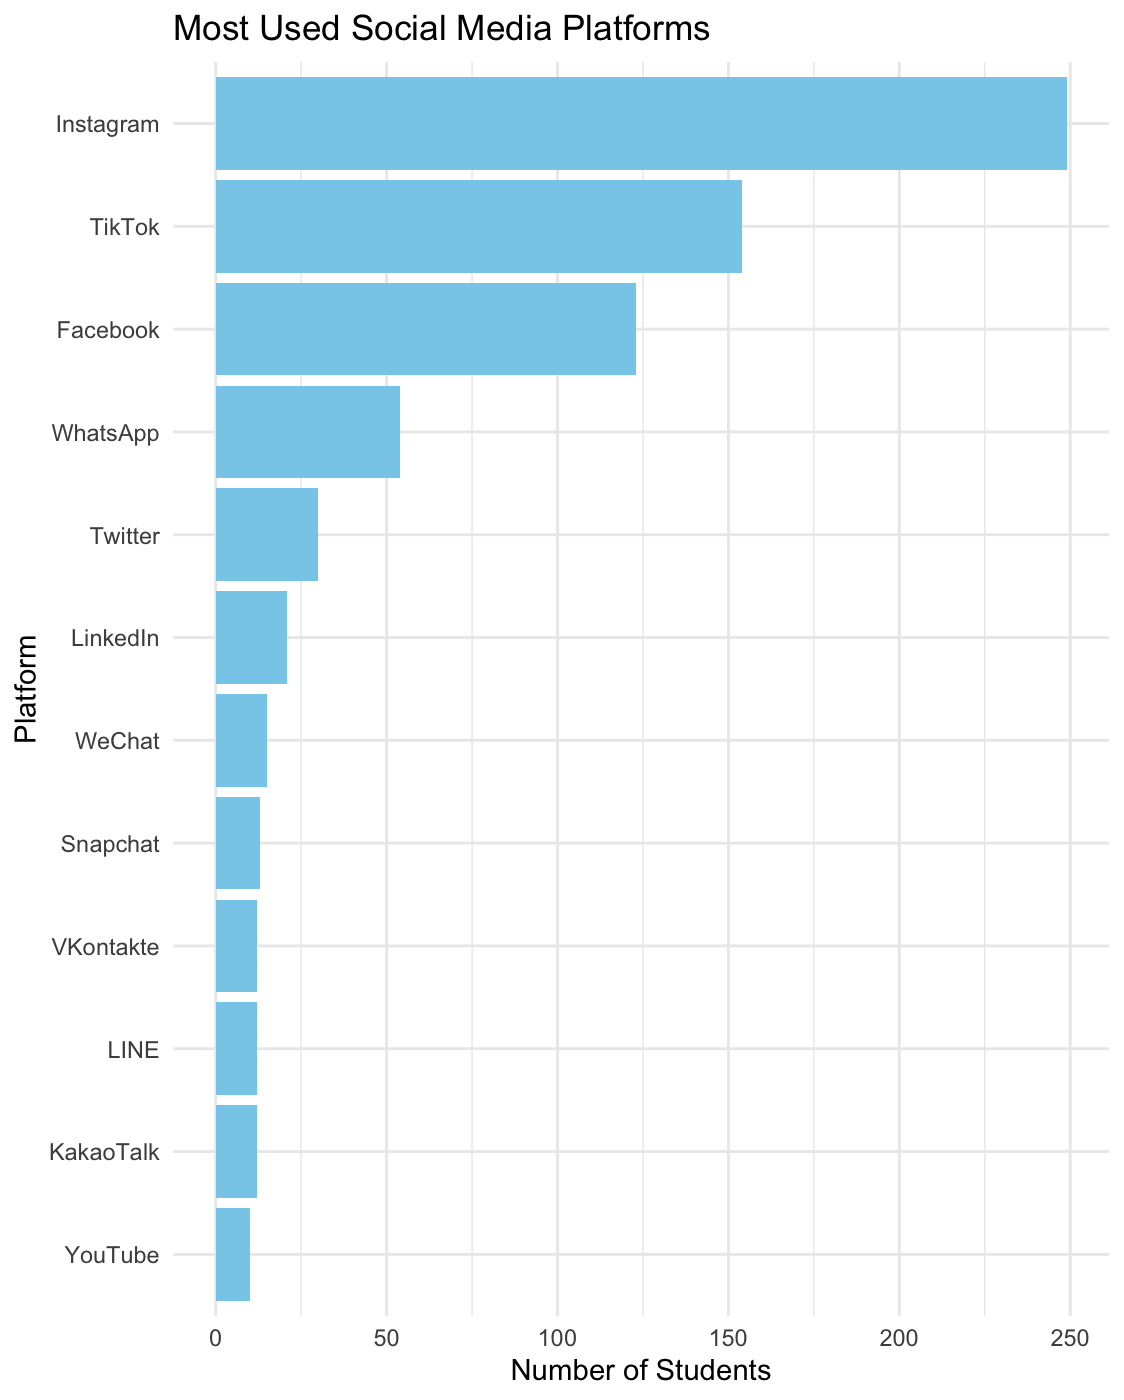 Most Used Social Media Platforms
Instagram
TikTok
Facebook
WhatsApp
Twitter
LinkedIn
WeChat
Snapchat
VKontakte
LINE
KakaoTalk
YouTube
Platform
0 50 100 150 200 250
Number of Students